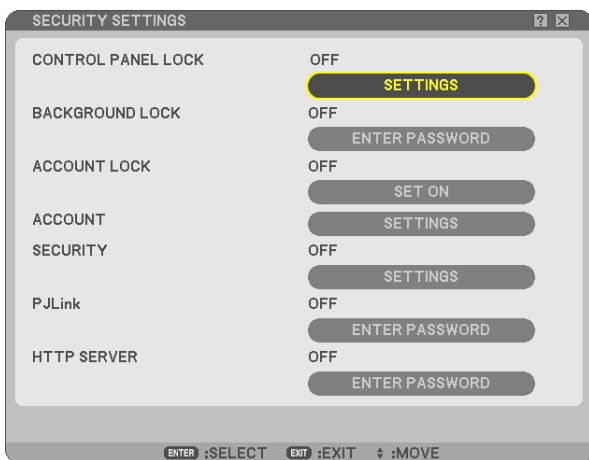 SECURITY SETTINGS ? X
CONTROL PANEL LOCK OFF
SETTINGS
BACKGROUND LOCK OFF
ENTER PASSWORD
ACCOUNT LOCK OFF
SET ON
ACCOUNT SETTINGS
SECURITY OFF
SETTINGS
PJLink OFF
ENTER PASSWORD
HTTP SERVER OFF
ENTER PASSWORD
ENTER :SELECT EXIT :EXIT :MOVE